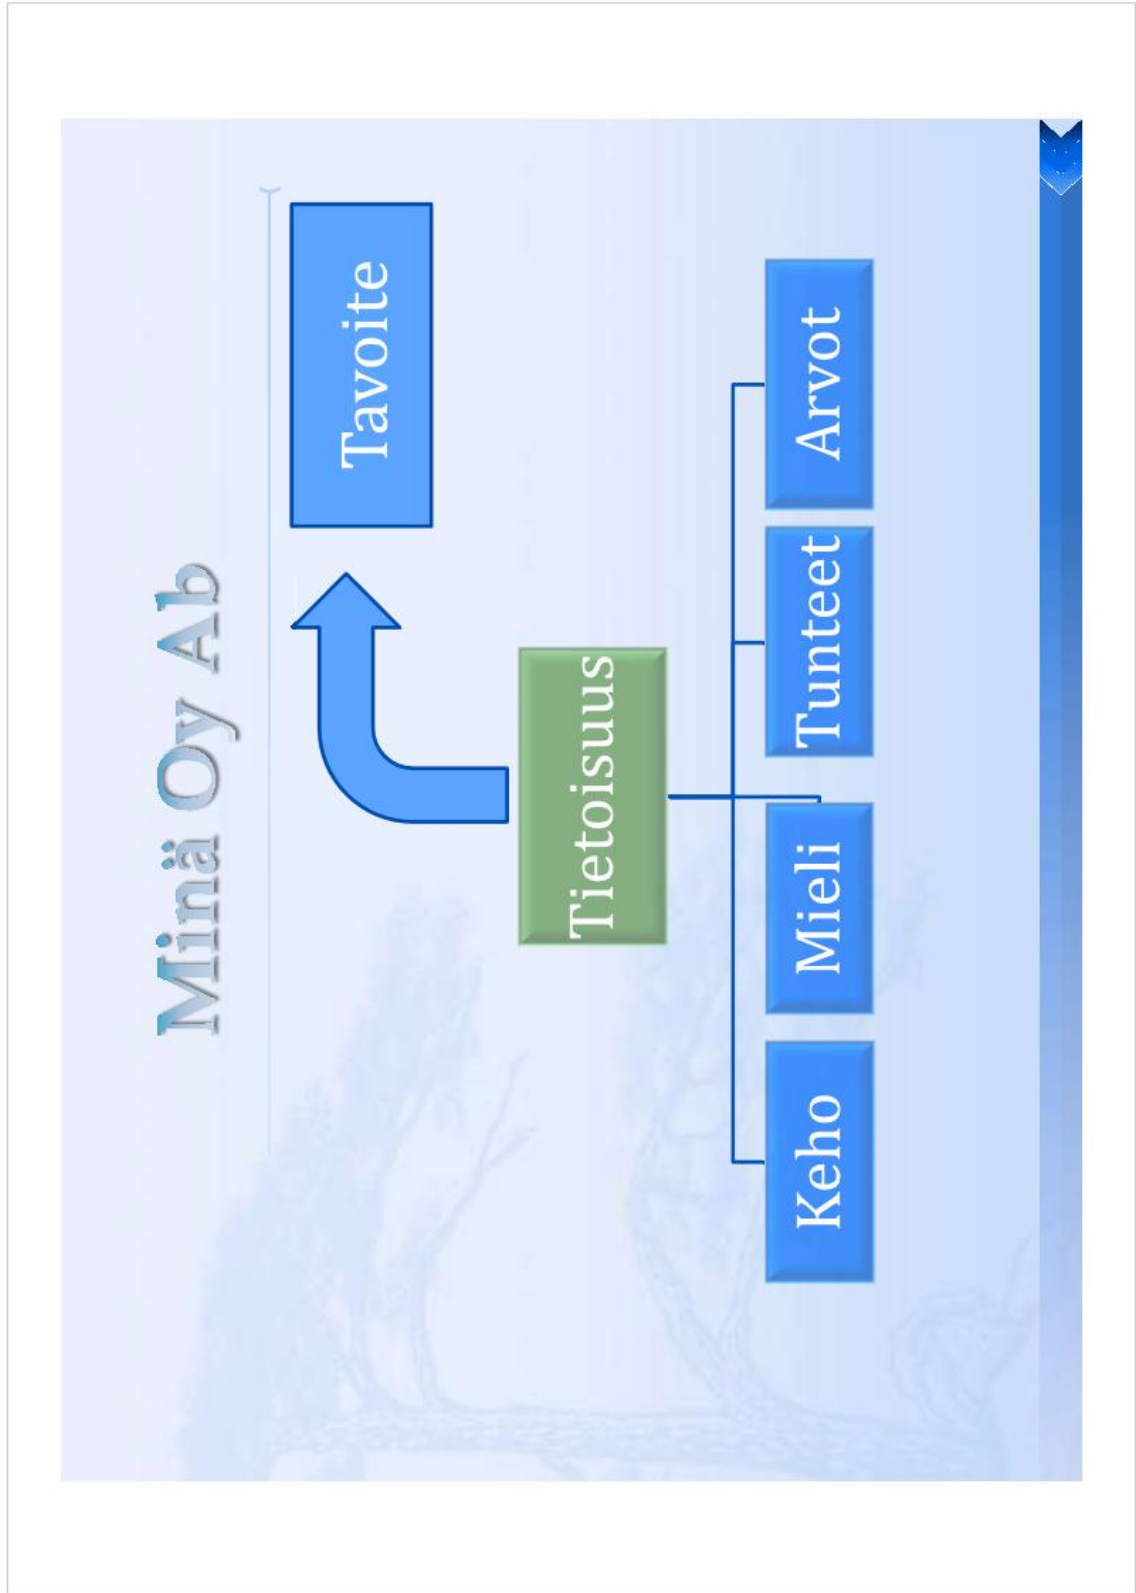 Minä Oy Ab
Tavoite
Tietoisuus
Keho
Mieli
Tunteet
Arvot